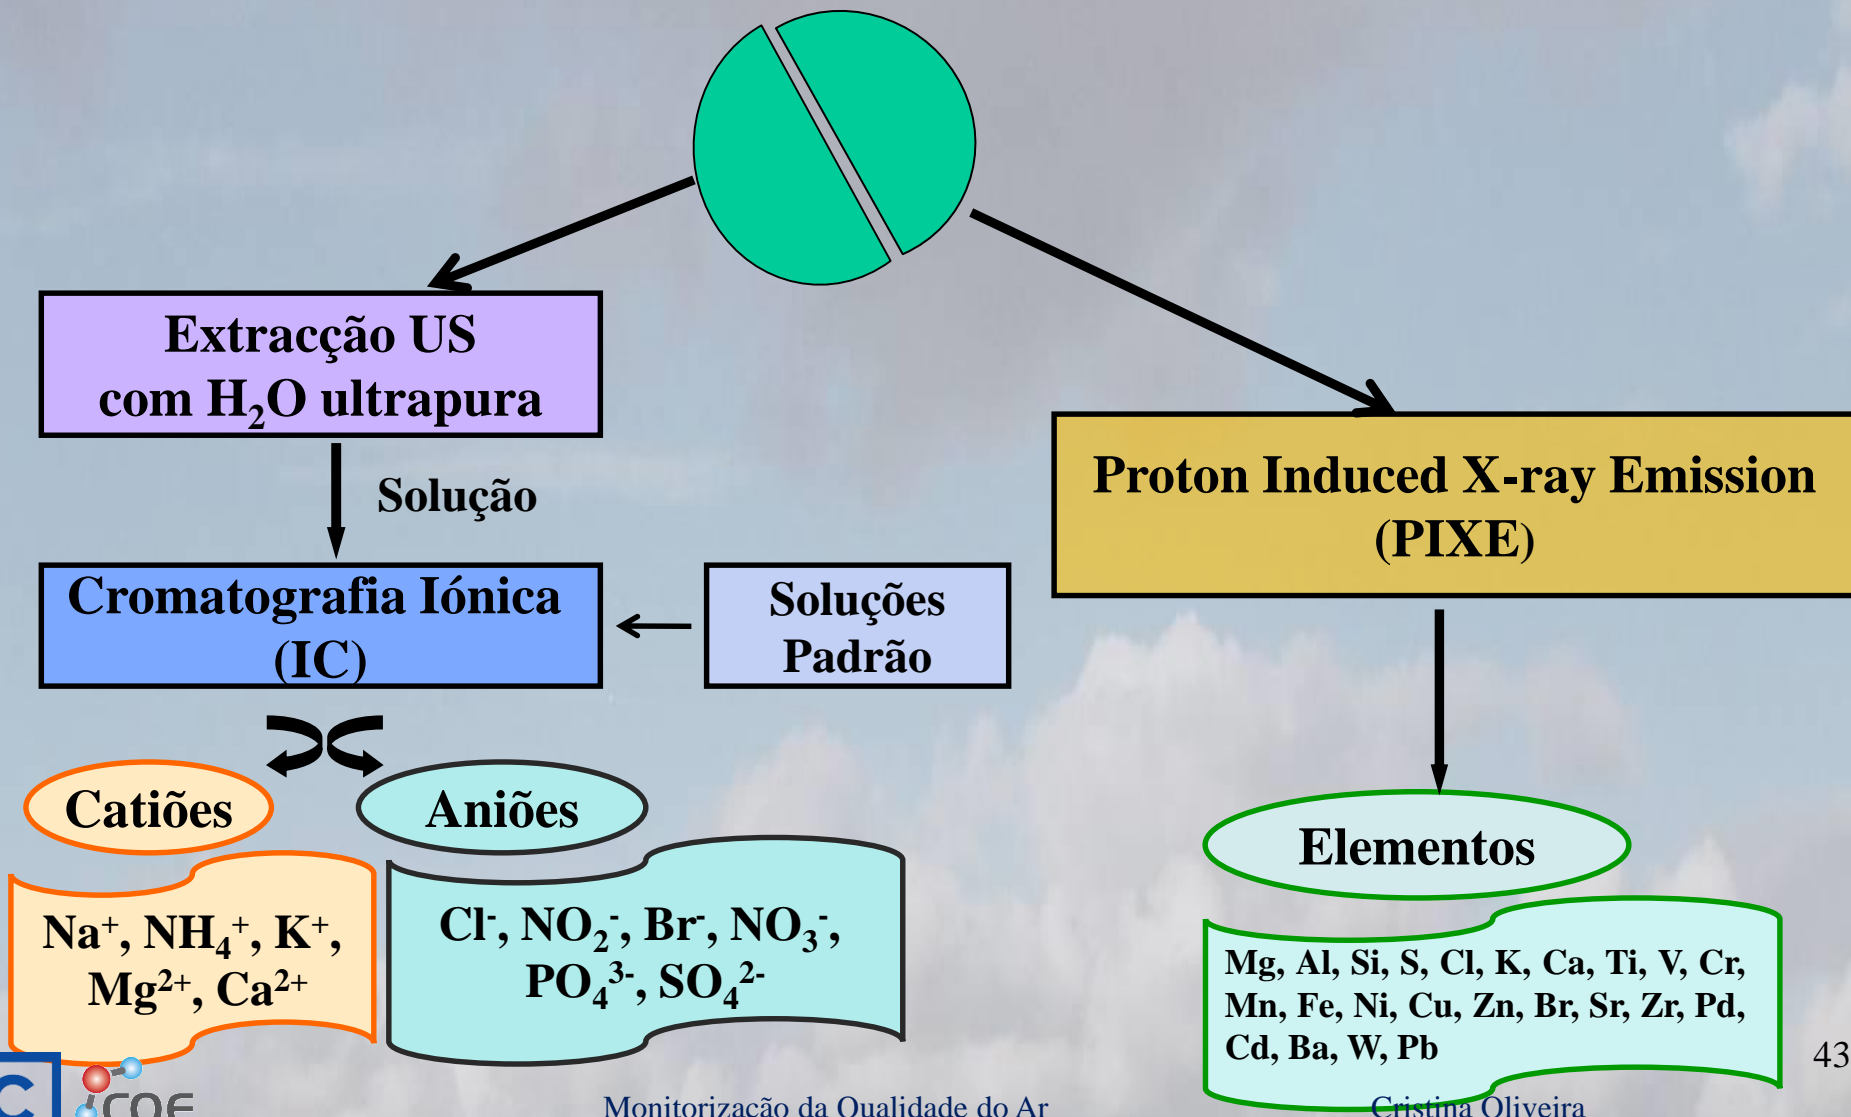 Extracção US
com H₂O ultrapura
Solução
Cromatografia Iónica
(IC)
Soluções
Padrão
Catiões
Aniões
Na⁺, NH₄⁺, K⁺,
Mg²⁺, Ca²⁺
Cl⁻, NO₂⁻, Br⁻, NO₃⁻,
PO₄³⁻, SO₄²⁻
Proton Induced X-ray Emission
(PIXE)
Elementos
Mg, Al, Si, S, Cl, K, Ca, Ti, V, Cr,
Mn, Fe, Ni, Cu, Zn, Br, Sr, Zr, Pd,
Cd, Ba, W, Pb
43
C
Monitorização da Qualidade do Ar
Cristina Oliveira